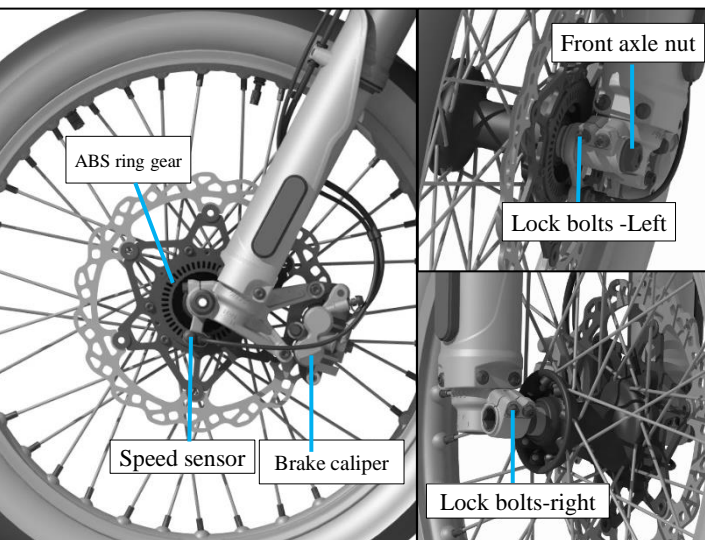 ABS ring gear
Speed sensor
Brake caliper
Front axle nut
Lock bolts -Left
Lock bolts-right